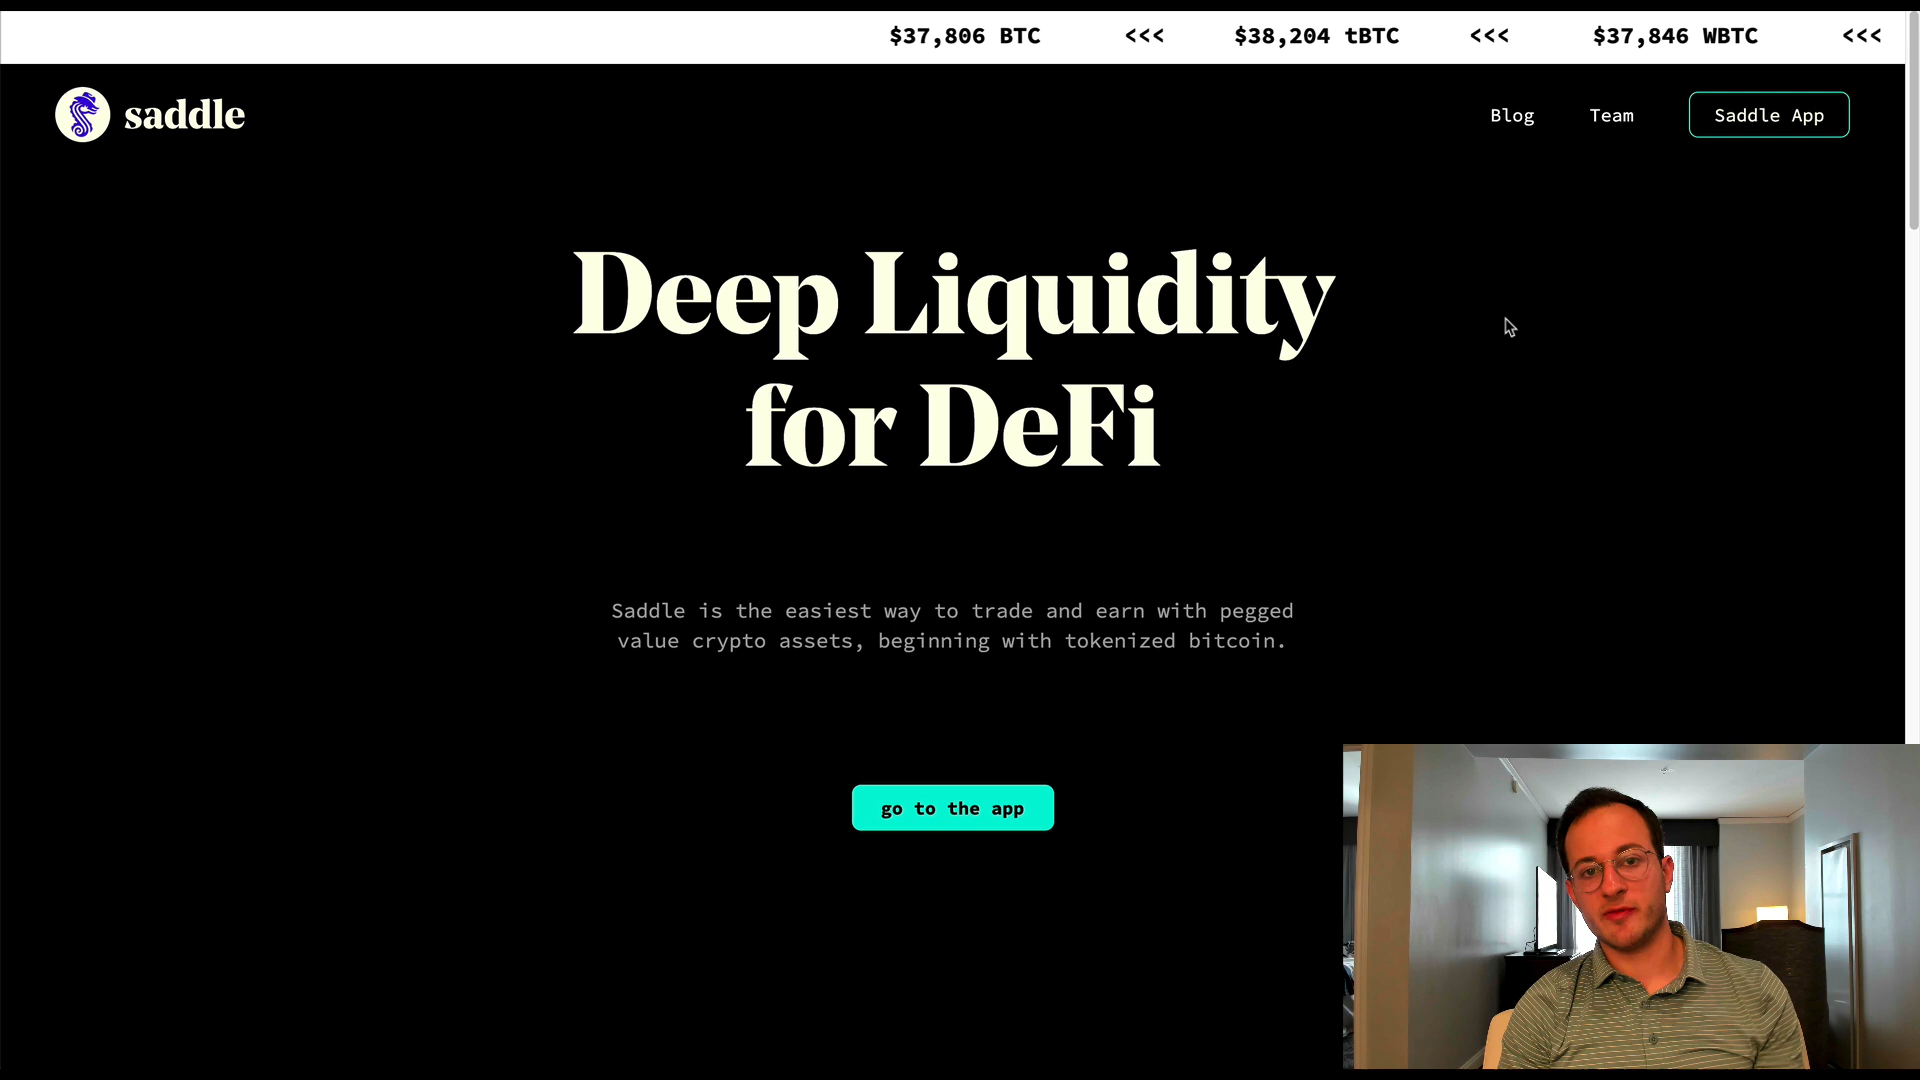 $37,806 BTC <<< $38,204 tBTC <<< $37,846 WBTC <<<
saddle
Blog Team Saddle App
Deep Liquidity
for DeFi
Saddle is the easiest way to trade and earn with pegged
value crypto assets, beginning with tokenized bitcoin.
go to the app